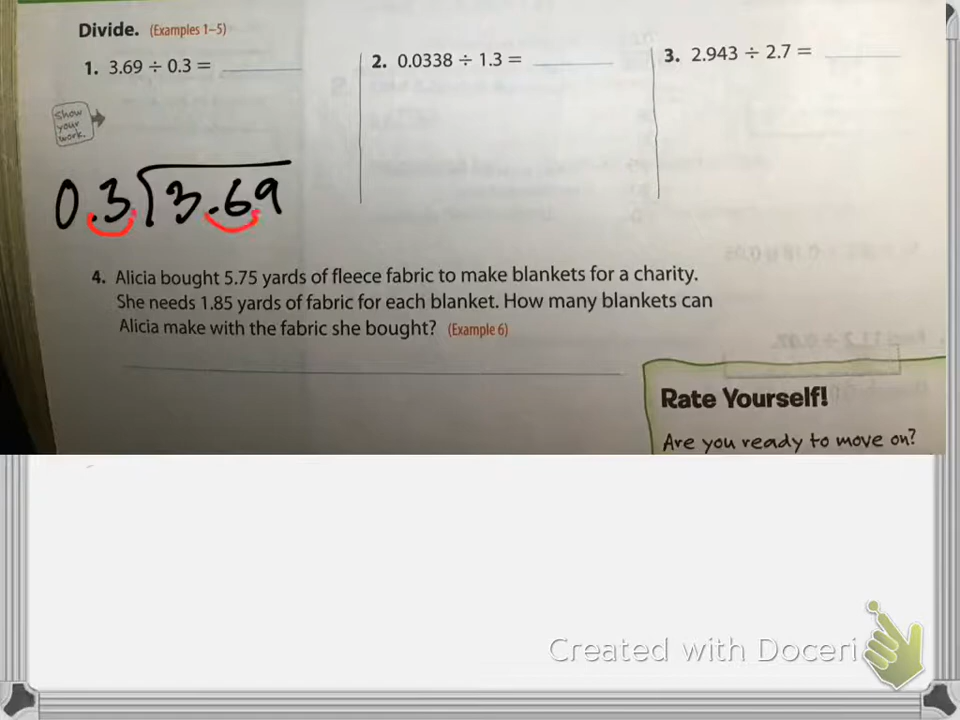 Divide. (Examples 1–5)
1. 3.69 ÷ 0.3 = ________
2. 0.0338 ÷ 1.3 = ________
3. 2.943 ÷ 2.7 = ________
Show
your
work.
0.3 3.69
4. Alicia bought 5.75 yards of fleece fabric to make blankets for a charity.
She needs 1.85 yards of fabric for each blanket. How many blankets can
Alicia make with the fabric she bought? (Example 6)
Rate Yourself!
Are you ready to move on?
Created with Doceri